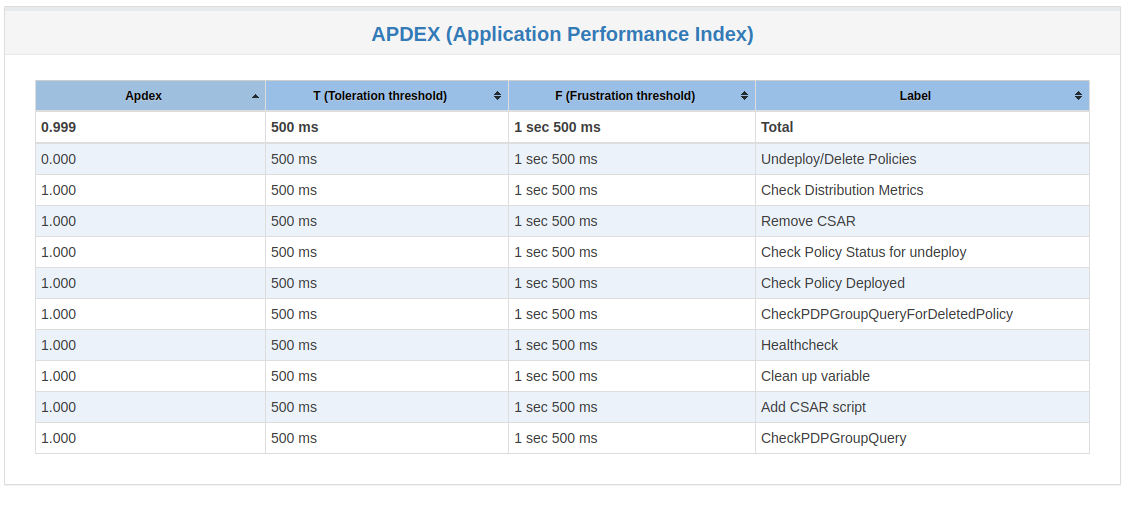 APDEX (Application Performance Index)
Apdex T (Toleration threshold) F (Frustration threshold) Label
0.999 500 ms 1 sec 500 ms Total
0.000 500 ms 1 sec 500 ms Undeploy/Delete Policies
1.000 500 ms 1 sec 500 ms Check Distribution Metrics
1.000 500 ms 1 sec 500 ms Remove CSAR
1.000 500 ms 1 sec 500 ms Check Policy Status for undeploy
1.000 500 ms 1 sec 500 ms Check Policy Deployed
1.000 500 ms 1 sec 500 ms CheckPDPGroupQueryForDeletedPolicy
1.000 500 ms 1 sec 500 ms Healthcheck
1.000 500 ms 1 sec 500 ms Clean up variable
1.000 500 ms 1 sec 500 ms Add CSAR script
1.000 500 ms 1 sec 500 ms CheckPDPGroupQuery